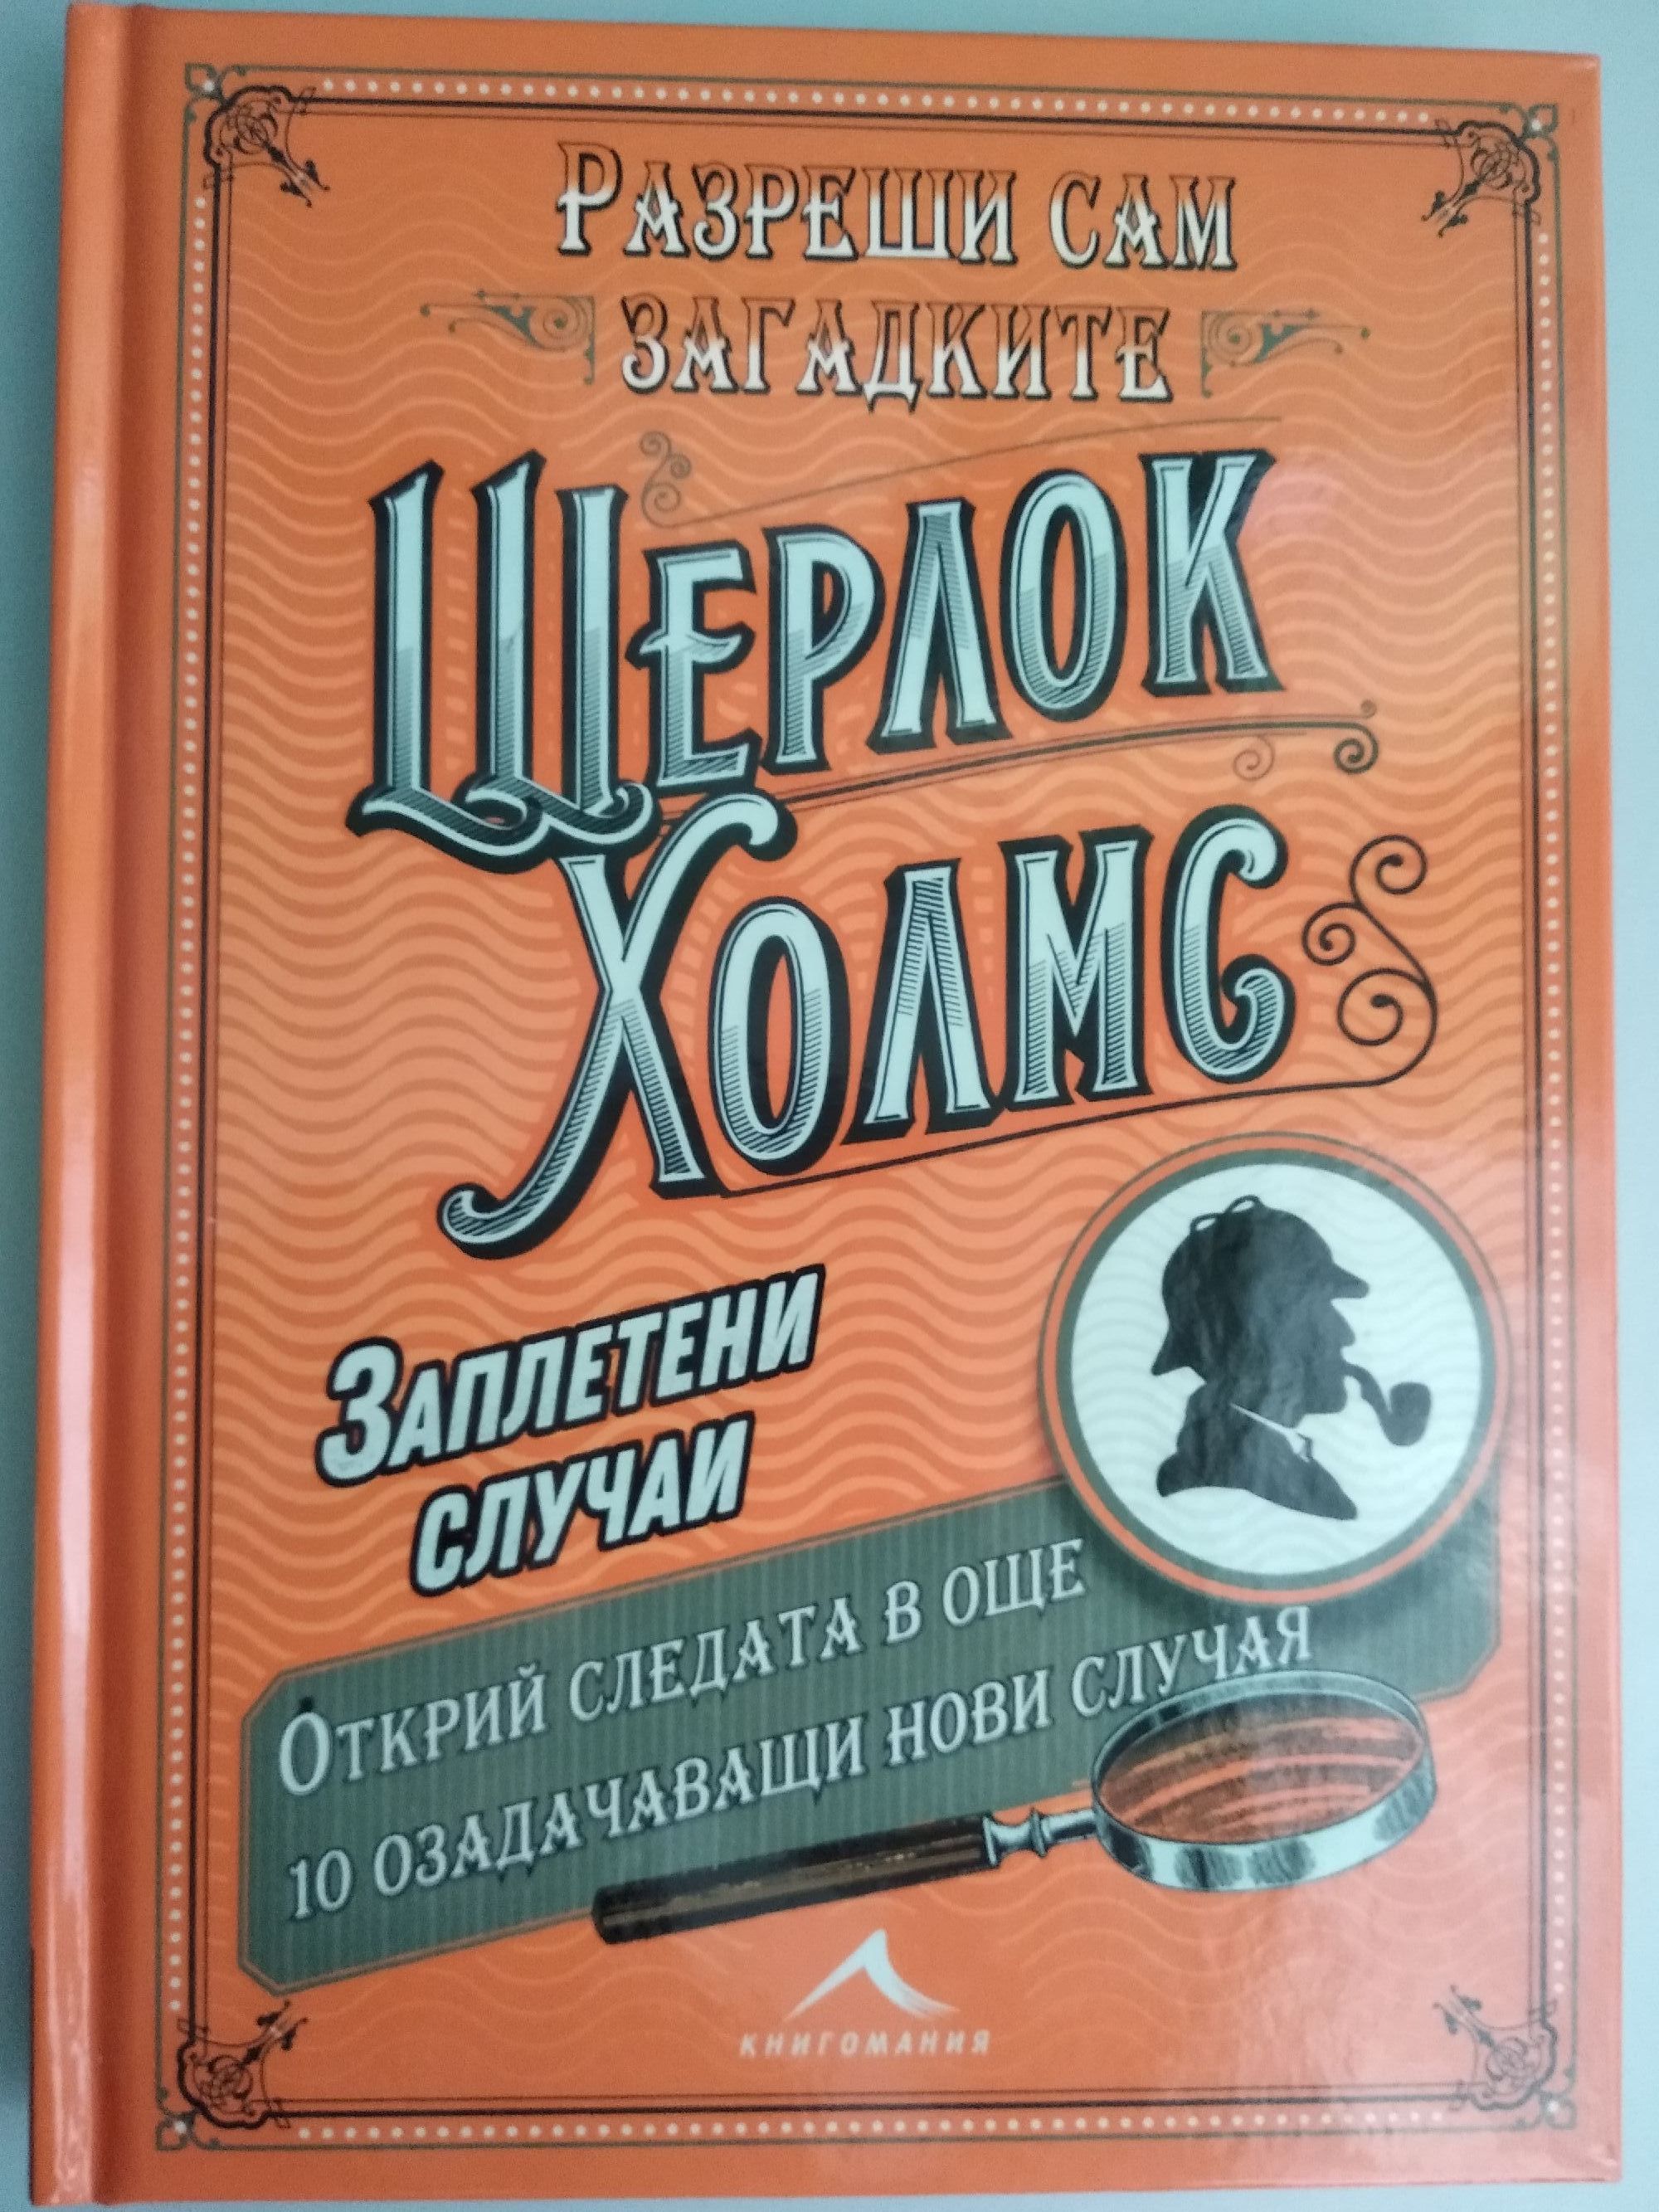 Разреши сам
загадките
Шерлок
Холмс
Заплетени
случаи
Открий следата в още
10 озадачаващи нови случая
КНИГОМАНИЯ